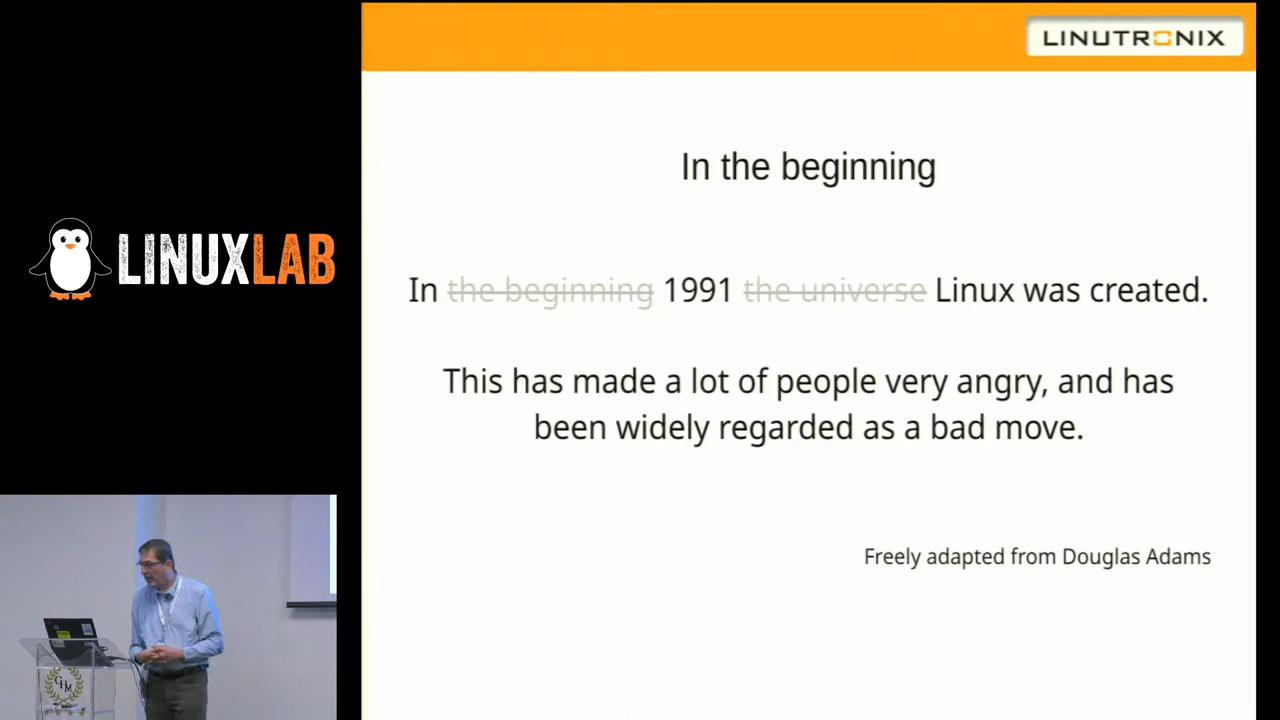 LINUTRONIX
In the beginning
LINUXLAB
In the beginning 1991 the universe Linux was created.
This has made a lot of people very angry, and has
been widely regarded as a bad move.
Freely adapted from Douglas Adams